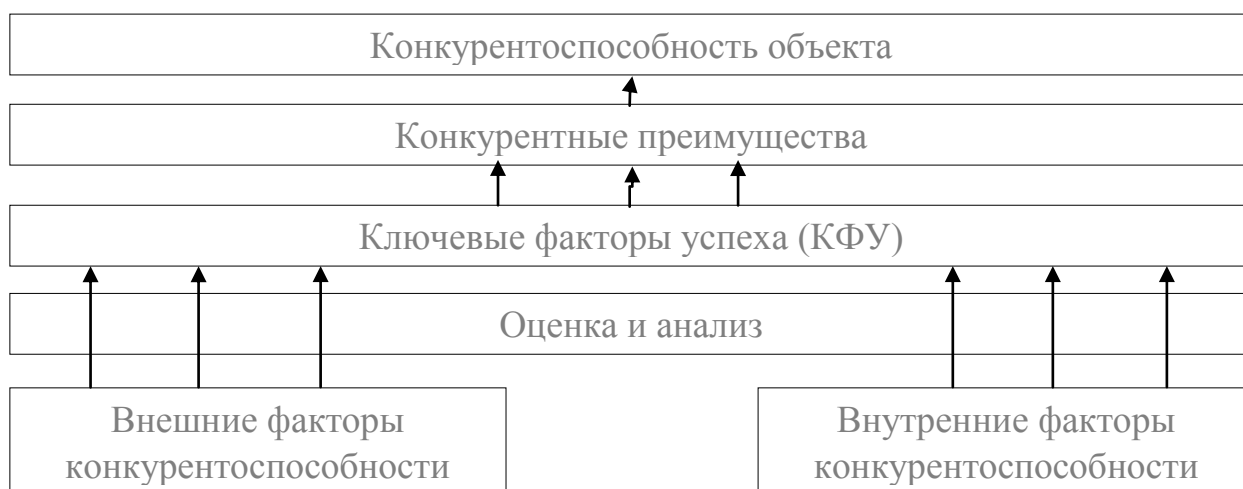 Конкурентоспособность объекта
Конкурентные преимущества
Ключевые факторы успеха (КФУ)
Оценка и анализ
Внешние факторы
конкурентоспособности
Внутренние факторы
конкурентоспособности